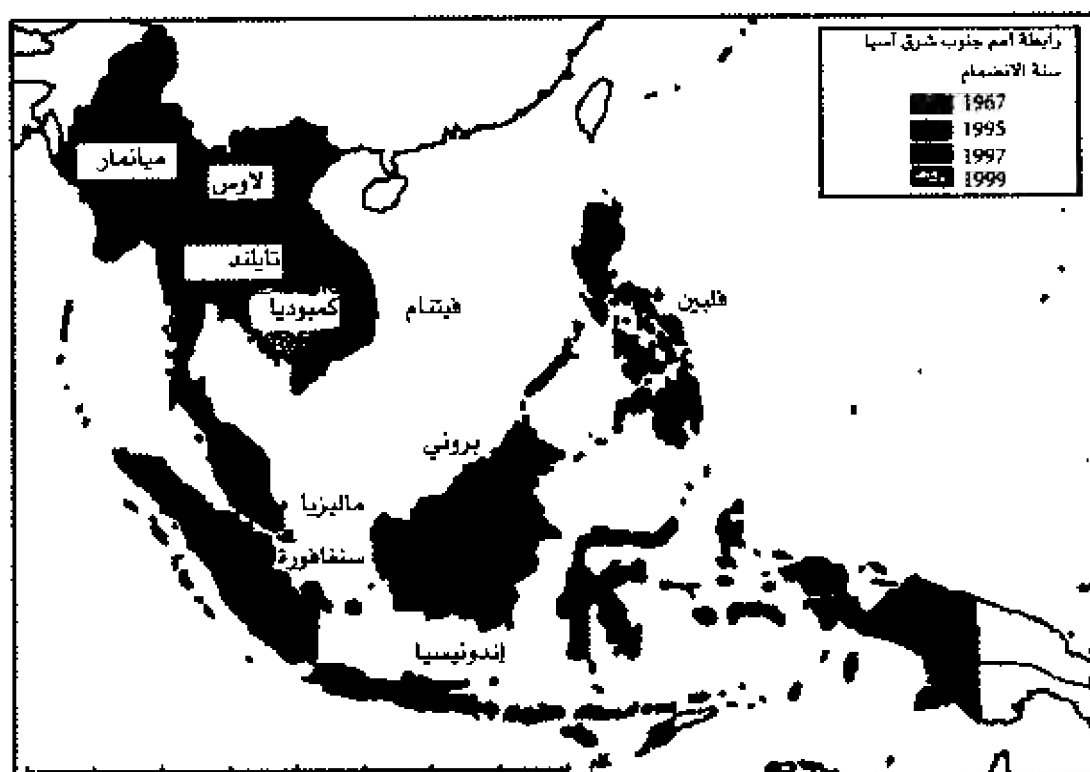 رابطة أمم جنوب شرق آسيا
سنة الانضمام
1967
1995
1997
1999
ميانمار
لاوس
تايلند
كمبوديا
فيتنام
فلبين
بروني
ماليزيا
سنغافورة
إندونيسيا